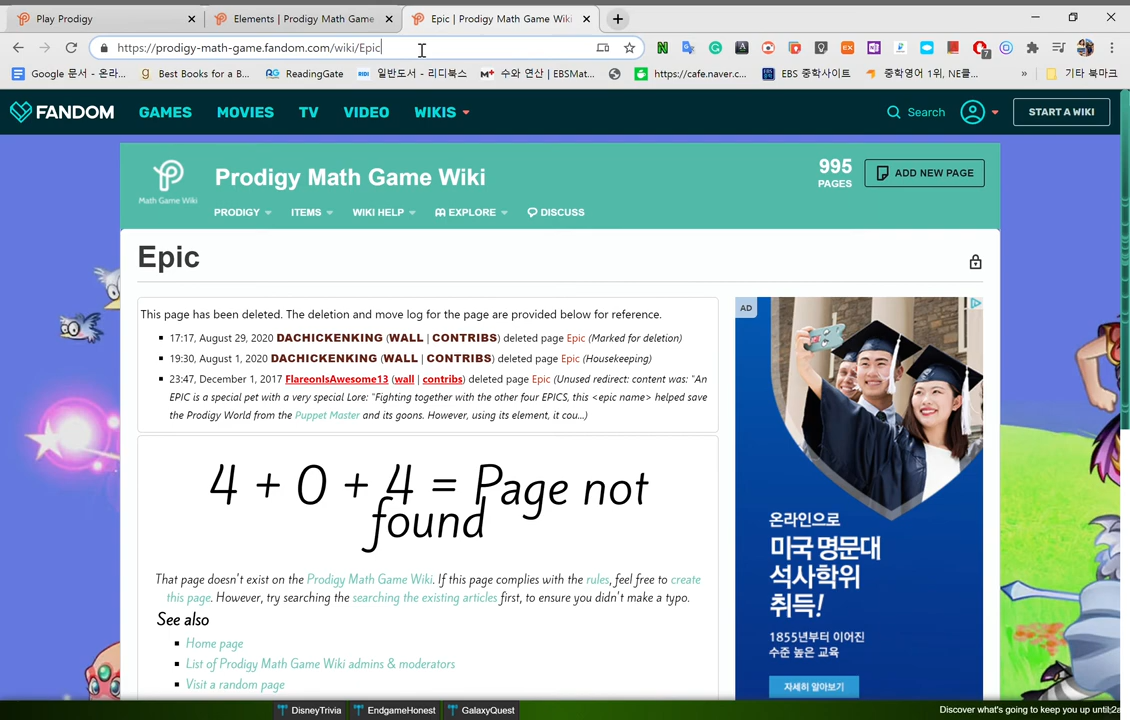 Play Prodigy
Elements | Prodigy Math Game
Epic | Prodigy Math Game Wiki
https://prodigy-math-game.fandom.com/wiki/Epic
7
Google 문서 - 온라...
Best Books for a B...
ReadingGate
RIDI
일반도서 - 리디북스
수와 연산 | EBSMat...
https://cafe.naver.c...
EBS 중학사이트
중학영어 1위, NE클...
»
기타 북마크
FANDOM
GAMES
MOVIES
TV
VIDEO
WIKIS
Search
START A WIKI
Math Game Wiki
Prodigy Math Game Wiki
995
PAGES
ADD NEW PAGE
PRODIGY
ITEMS
WIKI HELP
EXPLORE
DISCUSS
Epic
This page has been deleted. The deletion and move log for the page are provided below for reference.
17:17, August 29, 2020 DACHICKENKING (WALL | CONTRIBS) deleted page Epic (Marked for deletion)
19:30, August 1, 2020 DACHICKENKING (WALL | CONTRIBS) deleted page Epic (Housekeeping)
23:47, December 1, 2017 FlareonIsAwesome13 (wall | contribs) deleted page Epic (Unused redirect: content was: "An
EPIC is a special pet with a very special Lore: "Fighting together with the other four EPICS, this <epic name> helped save
the Prodigy World from the Puppet Master and its goons. However, using its element, it cou...)
4 + 0 + 4 = Page not
found
That page doesn't exist on the Prodigy Math Game Wiki. If this page complies with the rules, feel free to create
this page. However, try searching the searching the existing articles first, to ensure you didn't make a typo.
See also
Home page
List of Prodigy Math Game Wiki admins & moderators
Visit a random page
AD
온라인으로
미국 명문대
석사학위
취득!
1855년부터 이어진
수준 높은 교육
자세히 알아보기
DisneyTrivia
EndgameHonest
GalaxyQuest
Discover what's going to keep you up until